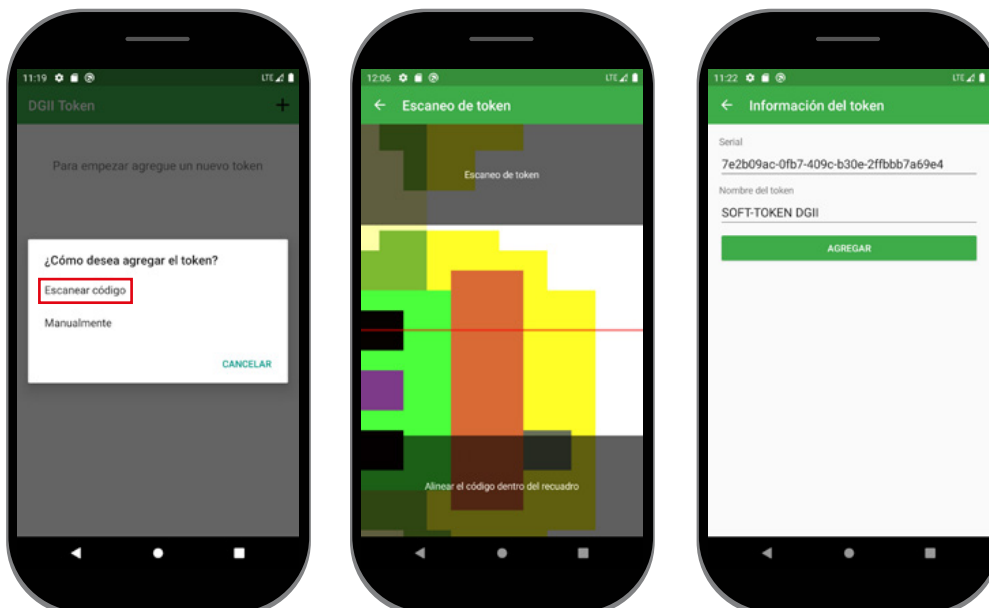 11:19
LTE
DGII Token
+
Para empezar agregue un nuevo token
¿Cómo desea agregar el token?
Escanear código
Manualmente
CANCELAR
12:06
LTE
Escaneo de token
Escaneo de token
Alinear el código dentro del recuadro
11:22
LTE
Información del token
Serial
7e2b09ac-0fb7-409c-b30e-2ffbbb7a69e4
Nombre del token
SOFT-TOKEN DGII
AGREGAR